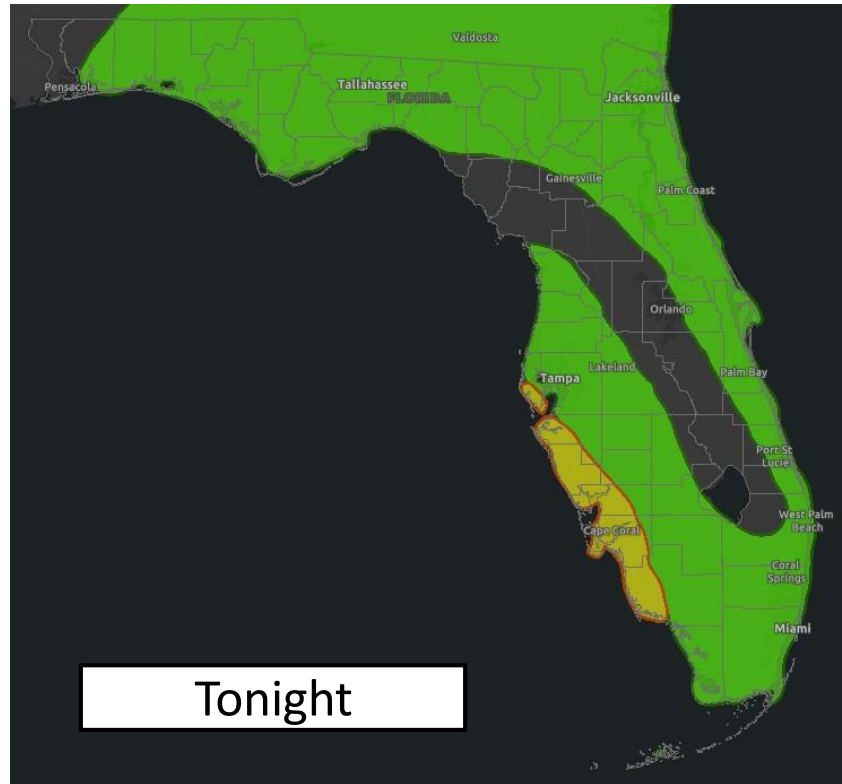 Valdosta
Pensacola
Tallahassee
FLORIDA
Jacksonville
Gainesville
Palm Coast
Orlando
Lakeland
Tampa
Palm Bay
Port St
Lucie
West Palm
Beach
Cape Coral
Coral
Springs
Miami
Tonight